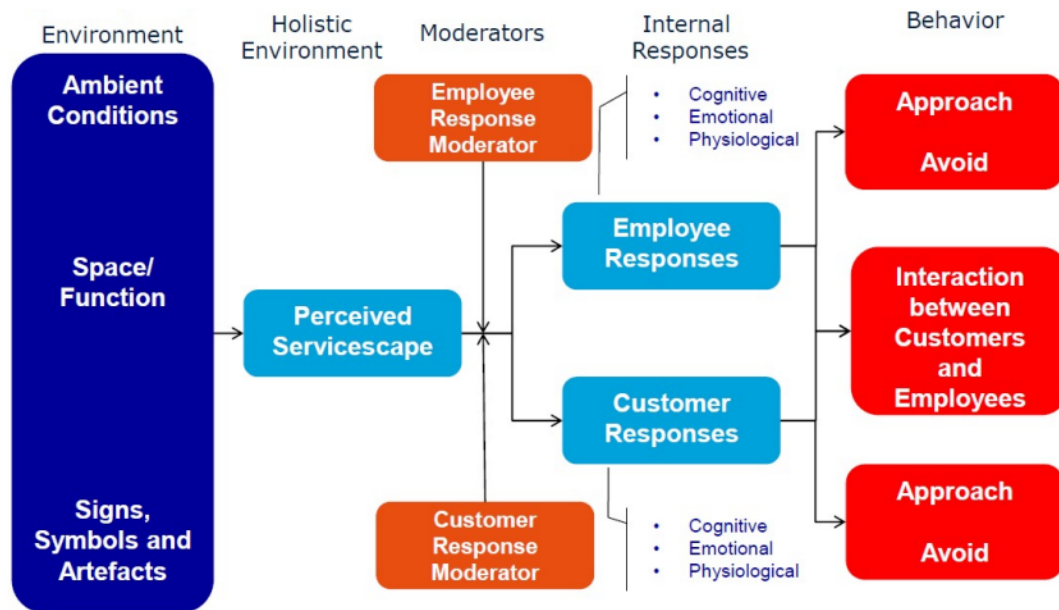 Environment
Holistic
Environment
Moderators
Internal
Responses
Behavior
Ambient
Conditions
Space/
Function
Signs,
Symbols and
Artefacts
Perceived
Servicescape
Employee
Response
Moderator
Customer
Response
Moderator
• Cognitive
• Emotional
• Physiological
Employee
Responses
Customer
Responses
• Cognitive
• Emotional
• Physiological
Approach
Avoid
Interaction
between
Customers
and
Employees
Approach
Avoid